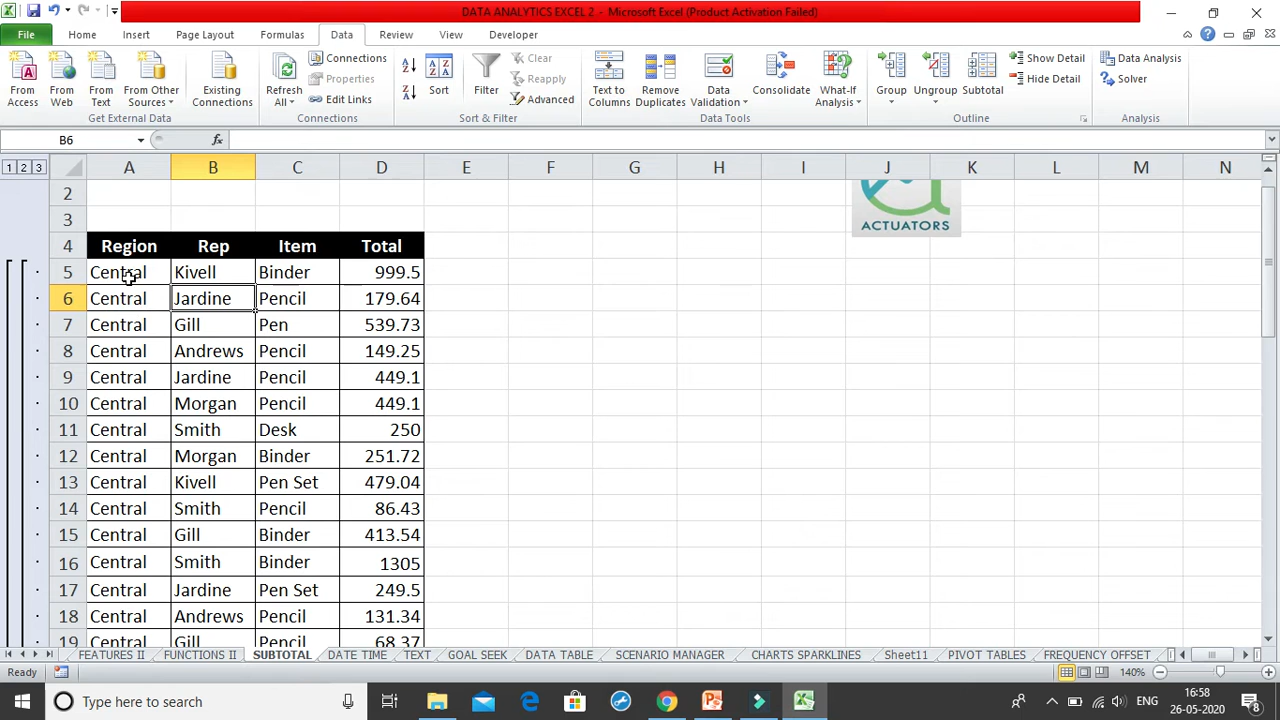 DATA ANALYTICS EXCEL 2 - Microsoft Excel (Product Activation Failed)
File Home Insert Page Layout Formulas Data Review View Developer
From Access From Web From Text From Other Sources Existing Connections
Get External Data
Refresh All Connections Properties Edit Links
Connections
Sort Filter Clear Reapply Advanced
Sort & Filter
Text to Columns Remove Duplicates Data Validation Consolidate What-If Analysis
Data Tools
Group Ungroup Subtotal Show Detail Hide Detail
Outline
Data Analysis Solver
Analysis
B6 fx
1 2 3 A B C D E F G H I J K L M N
2
3
ACTUATORS
4 Region Rep Item Total
5 Central Kivell Binder 999.5
6 Central Jardine Pencil 179.64
7 Central Gill Pen 539.73
8 Central Andrews Pencil 149.25
9 Central Jardine Pencil 449.1
10 Central Morgan Pencil 449.1
11 Central Smith Desk 250
12 Central Morgan Binder 251.72
13 Central Kivell Pen Set 479.04
14 Central Smith Pencil 86.43
15 Central Gill Binder 413.54
16 Central Smith Binder 1305
17 Central Jardine Pen Set 249.5
18 Central Andrews Pencil 131.34
19 Central Gill Pencil 68.37
FEATURES II FUNCTIONS II SUBTOTAL DATE TIME TEXT GOAL SEEK DATA TABLE SCENARIO MANAGER CHARTS SPARKLINES Sheet11 PIVOT TABLES FREQUENCY OFFSET
Ready 140%
Type here to search ENG 16:58
26-05-2020 8